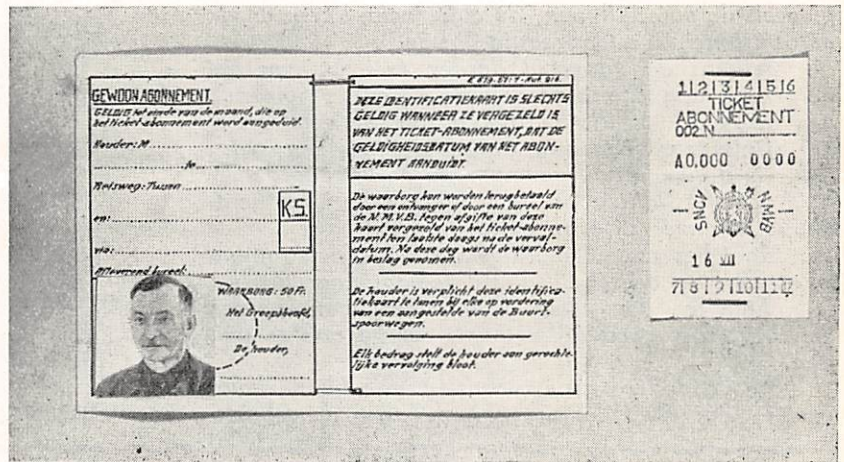 GEWOON ABONNEMENT.
GELDIG tot einde van de maand, die op
het ticket-abonnement werd aangeduid.
Houder: M
te
Reisweg: Tussen
en:
KS.
via:
Afleverend bureel:
WAARBORG: 50 Fr.
Het Groepshoofd,
De houder,
DEZE IDENTIFICATIEKAART IS SLECHTS
GELDIG WANNEER ZE VERGEZELD IS
VAN HET TICKET-ABONNEMENT, DAT DE
GELDIGHEIDSDATUM VAN HET ABON-
NEMENT AANDUIDT.
De waarborg kan worden terugbetaald
door een ontvanger of door een bureel van
de N.M.V.B. tegen afgifte van deze
kaart vergezeld van het ticket-abonne-
ment ten laatste daags na de verval-
datum. Na deze dag wordt de waarborg
in beslag genomen.
De houder is verplicht deze identifica-
tiekaart te tonen bij elke op vordering
van een aangestelde van de Buurt-
spoorwegen.
Elk bedrag stelt de houder aan gerechte-
lijke vervolging bloot.
1|2|3|4|5|6
TICKET
ABONNEMENT
002.N
A0.000 0000
SNCV NMVB
16 VII
7|8|9|10|11|12